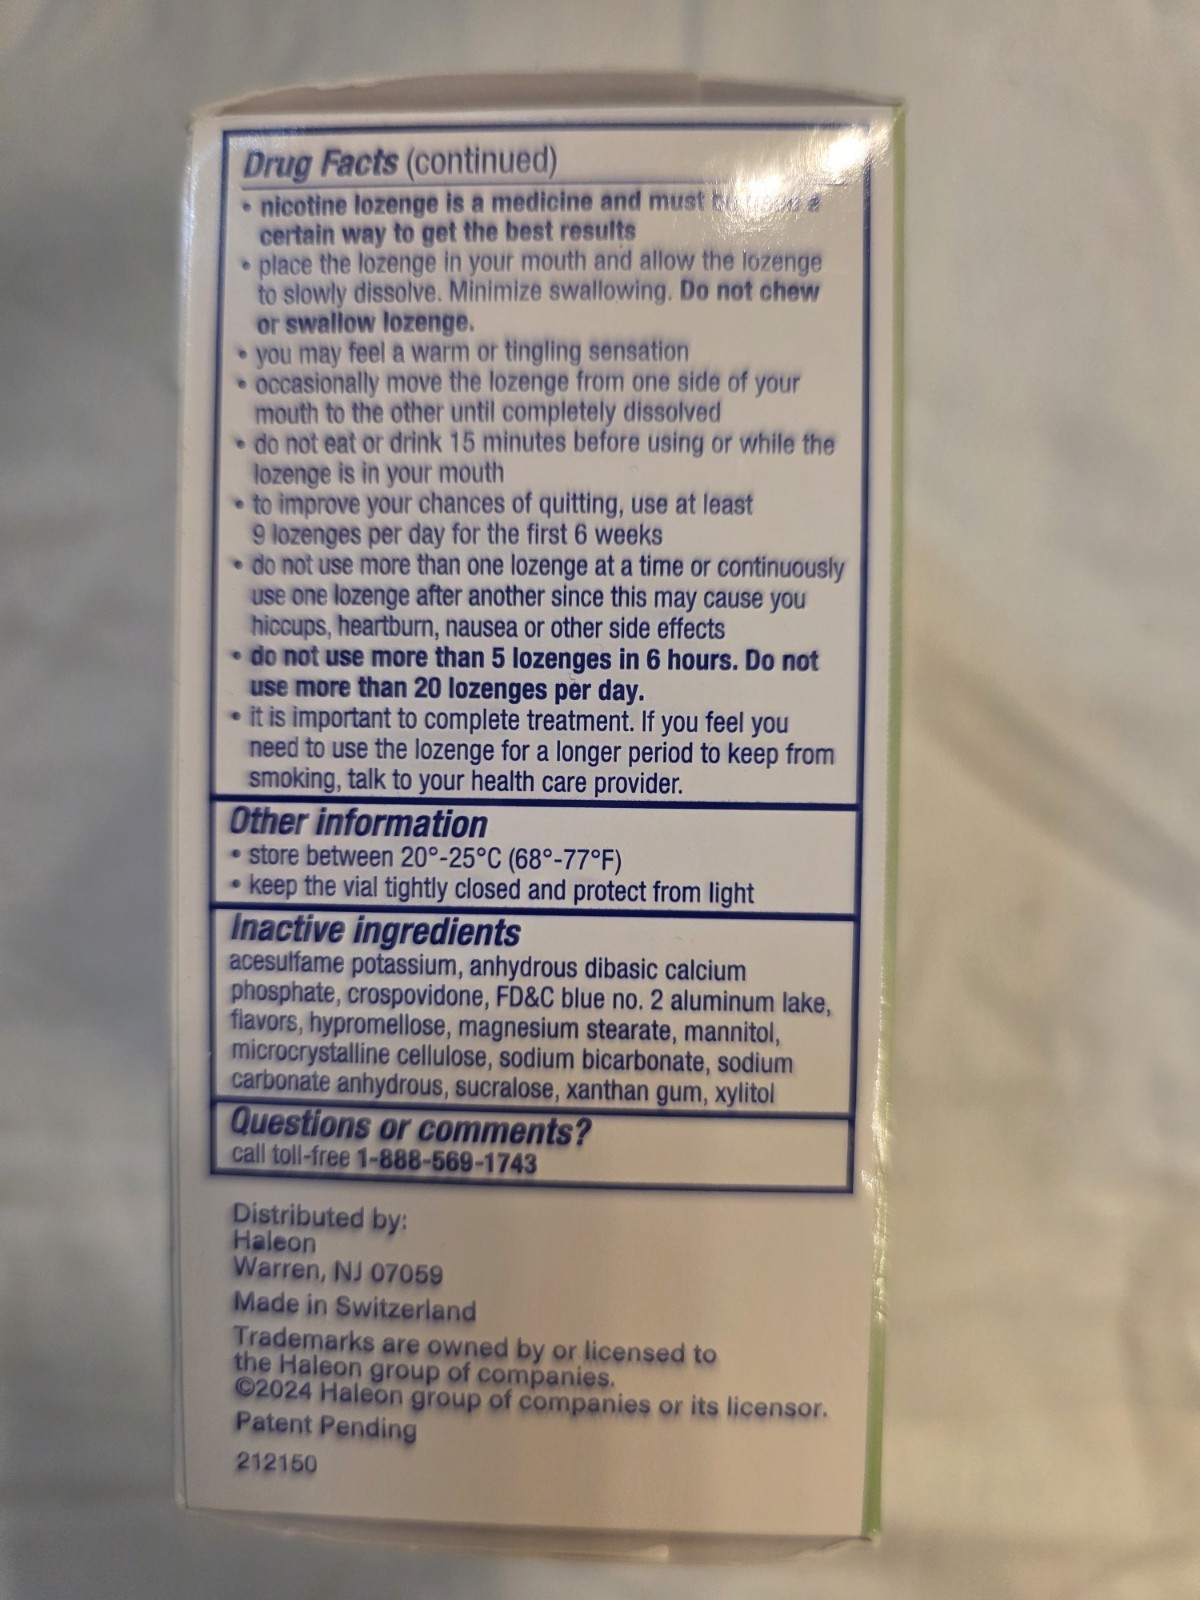 Drug Facts (continued)
• nicotine lozenge is a medicine and must
certain way to get the best results
• place the lozenge in your mouth and allow the lozenge
to slowly dissolve. Minimize swallowing. Do not chew
or swallow lozenge.
• you may feel a warm or tingling sensation
• occasionally move the lozenge from one side of your
mouth to the other until completely dissolved
• do not eat or drink 15 minutes before using or while the
lozenge is in your mouth
• to improve your chances of quitting, use at least
9 lozenges per day for the first 6 weeks
• do not use more than one lozenge at a time or continuously
use one lozenge after another since this may cause you
hiccups, heartburn, nausea or other side effects
• do not use more than 5 lozenges in 6 hours. Do not
use more than 20 lozenges per day.
• it is important to complete treatment. If you feel you
need to use the lozenge for a longer period to keep from
smoking, talk to your health care provider.
Other information
• store between 20°-25°C (68°-77°F)
• keep the vial tightly closed and protect from light
Inactive ingredients
acesulfame potassium, anhydrous dibasic calcium
phosphate, crospovidone, FD&C blue no. 2 aluminum lake,
flavors, hypromellose, magnesium stearate, mannitol,
microcrystalline cellulose, sodium bicarbonate, sodium
carbonate anhydrous, sucralose, xanthan gum, xylitol
Questions or comments?
call toll-free 1-888-569-1743
Distributed by:
Haleon
Warren, NJ 07059
Made in Switzerland
Trademarks are owned by or licensed to
the Haleon group of companies.
©2024 Haleon group of companies or its licensor.
Patent Pending
212150